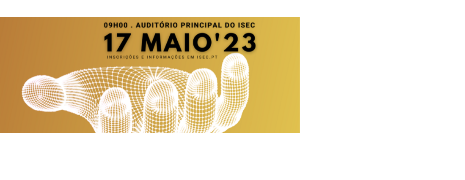 09H00 . AUDITÓRIO PRINCIPAL DO ISEC
17 MAIO'23
INSCRIÇÕES E INFORMAÇÕES EM ISEC.PT